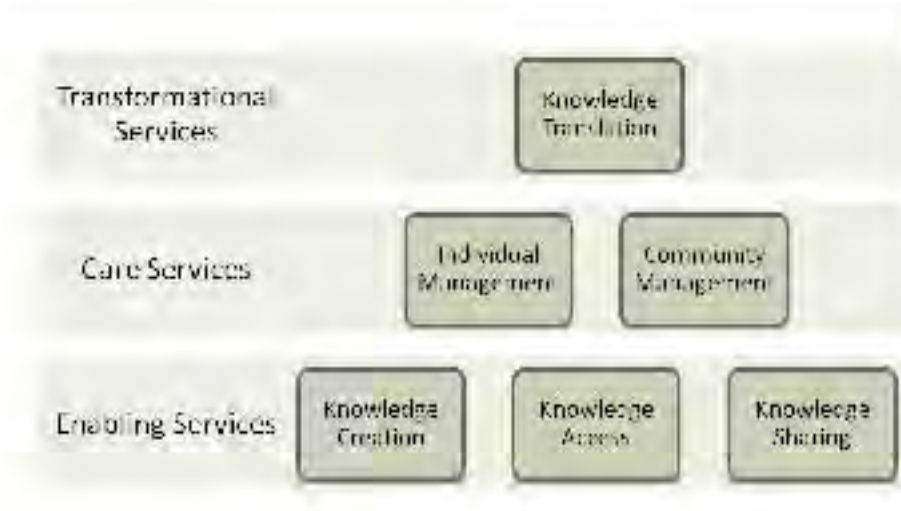 Transformational
Services
Knowledge
Translation
Care Services
Individual
Management
Community
Management
Enabling Services
Knowledge
Creation
Knowledge
Access
Knowledge
Sharing